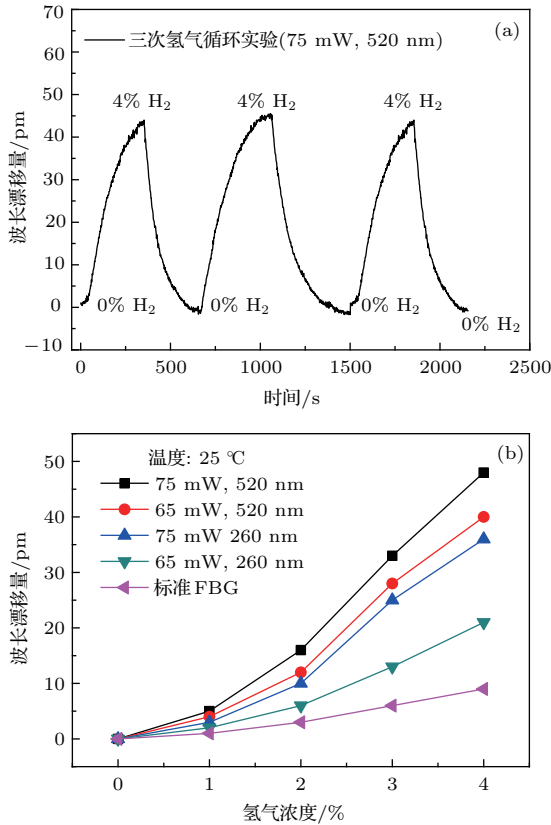 70
60
50
40
30
20
10
0
−10
波长漂移量/pm
(a)
三次氢气循环实验(75 mW, 520 nm)
4% H2
4% H2
4% H2
0% H2
0% H2
0% H2
0% H2
0
500
1000
1500
2000
2500
时间/s
(b)
温度: 25 ℃
75 mW, 520 nm
65 mW, 520 nm
75 mW 260 nm
65 mW, 260 nm
标准FBG
50
40
30
20
10
0
波长漂移量/pm
0
1
2
3
4
氢气浓度/%